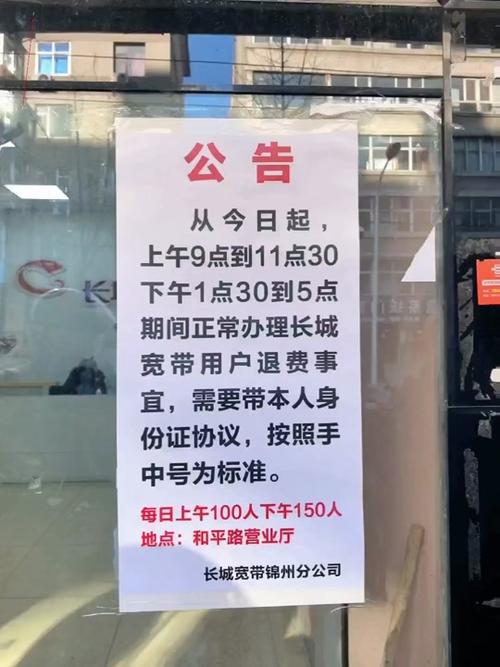 公告
从今日起，
上午9点到11点30
下午1点30到5点
期间正常办理长城
宽带用户退费事
宜，需要带本人身
份证协议，按照手
中号为标准。
每日上午100人下午150人
地点：和平路营业厅
长城宽带锦州分公司
长